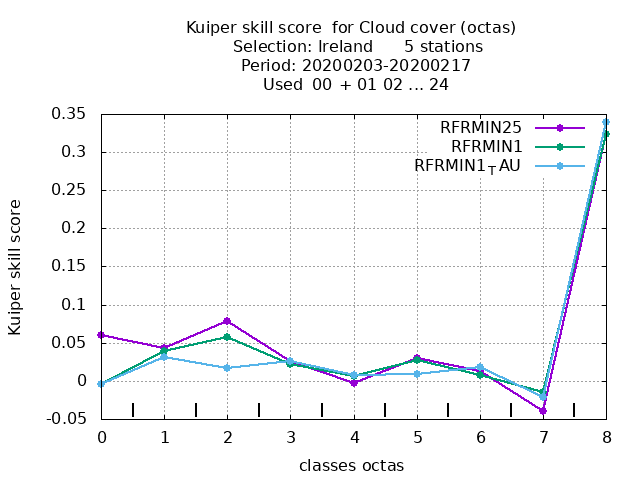 Kuiper skill score  for Cloud cover (octas)
Selection: Ireland      5 stations
Period: 20200203-20200217
Used  00 + 01 02 ... 24
RFRMIN25
RFRMIN1
RFRMIN1_TAU
0.35
0.3
0.25
0.2
0.15
0.1
0.05
0
-0.05
Kuiper skill score
0 1 2 3 4 5 6 7 8
classes octas